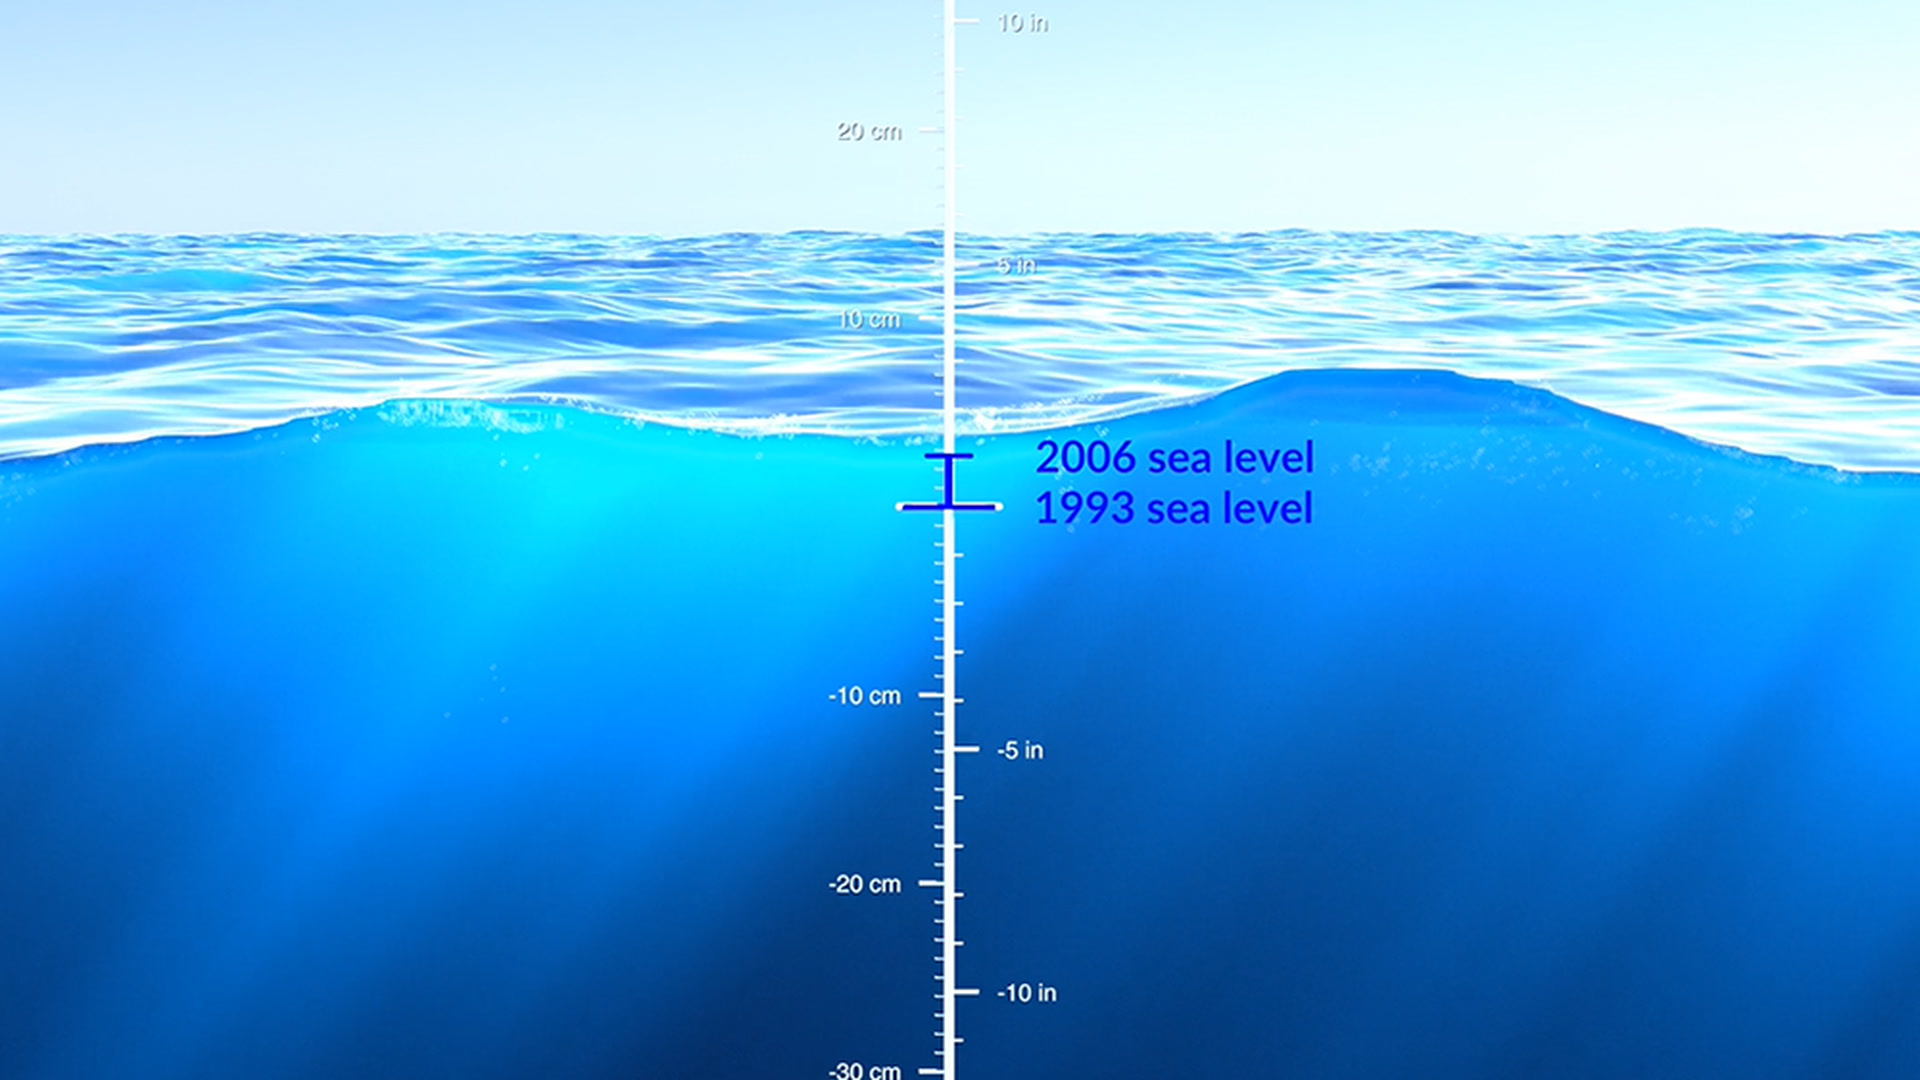 10 in
20 cm
5 in
10 cm
2006 sea level
1993 sea level
-10 cm
-5 in
-20 cm
-10 in
-30 cm